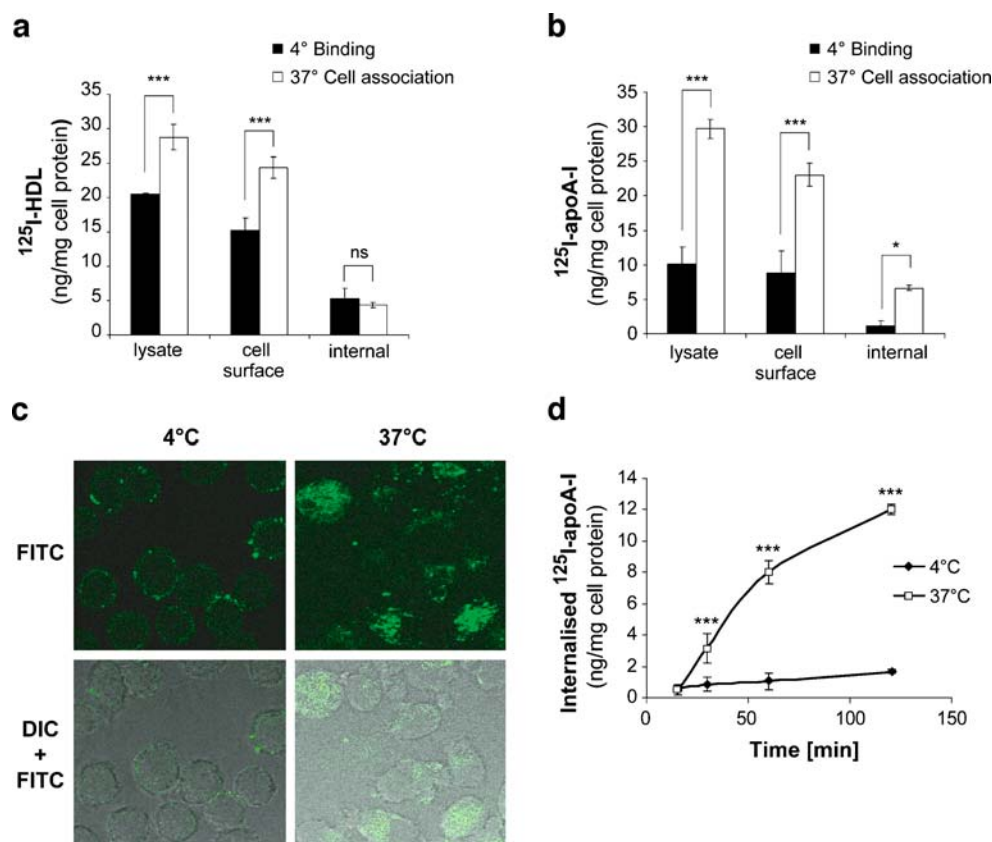 a
4° Binding
37° Cell association
***
***
ns
35
30
25
20
15
10
5
0
¹²⁵I-HDL
(ng/mg cell protein)
lysate
cell
surface
internal
b
4° Binding
37° Cell association
***
***
*
35
30
25
20
15
10
5
0
¹²⁵I-apoA-I
(ng/mg cell protein)
lysate
cell
surface
internal
c
4°C
37°C
FITC
DIC
+
FITC
d
14
12
10
8
6
4
2
0
Internalised ¹²⁵I-apoA-I
(ng/mg cell protein)
***
***
***
4°C
37°C
0
50
100
150
Time [min]